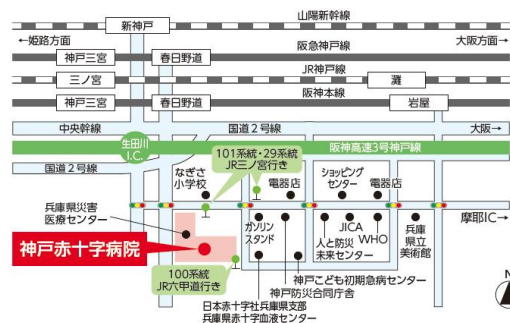 山陽新幹線
新神戸
←姫路方面
阪急神戸線
大阪方面→
神戸三宮
春日野道
JR神戸線
三ノ宮
灘
阪神本線
神戸三宮
春日野道
岩屋
中央幹線
国道2号線
大阪→
生田川
I.C.
阪神高速3号神戸線
国道2号線
なぎさ
小学校
101系統・29系統
JR三ノ宮行き
電器店
ショッピング
センター
電器店
兵庫県災害
医療センター
摩耶IC→
ガソリン
スタンド
JICA
人と防災
未来センター
WHO
兵庫
県立
美術館
神戸赤十字病院
100系統
JR六甲道行き
神戸こども初期急病センター
神戸防災合同庁舎
日本赤十字社兵庫県支部
兵庫県赤十字血液センター
N